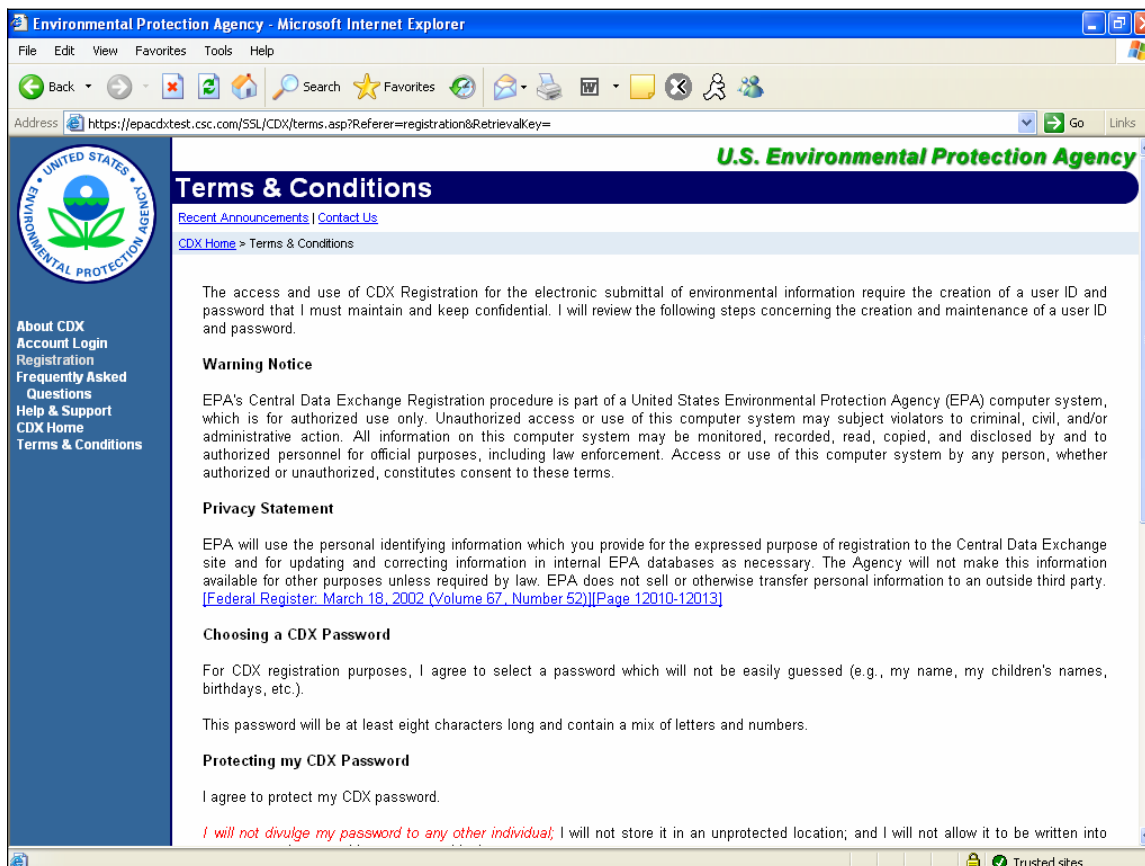 Environmental Protection Agency - Microsoft Internet Explorer
File Edit View Favorites Tools Help
Back Search Favorites
Address https://epacdxtest.csc.com/SSL/CDX/terms.asp?Referer=registration&RetrievalKey= Go Links
UNITED STATES ENVIRONMENTAL PROTECTION AGENCY
U.S. Environmental Protection Agency
Terms & Conditions
Recent Announcements | Contact Us
CDX Home > Terms & Conditions
About CDX
Account Login
Registration
Frequently Asked
Questions
Help & Support
CDX Home
Terms & Conditions
The access and use of CDX Registration for the electronic submittal of environmental information require the creation of a user ID and
password that I must maintain and keep confidential. I will review the following steps concerning the creation and maintenance of a user ID
and password.
Warning Notice
EPA's Central Data Exchange Registration procedure is part of a United States Environmental Protection Agency (EPA) computer system,
which is for authorized use only. Unauthorized access or use of this computer system may subject violators to criminal, civil, and/or
administrative action. All information on this computer system may be monitored, recorded, read, copied, and disclosed by and to
authorized personnel for official purposes, including law enforcement. Access or use of this computer system by any person, whether
authorized or unauthorized, constitutes consent to these terms.
Privacy Statement
EPA will use the personal identifying information which you provide for the expressed purpose of registration to the Central Data Exchange
site and for updating and correcting information in internal EPA databases as necessary. The Agency will not make this information
available for other purposes unless required by law. EPA does not sell or otherwise transfer personal information to an outside third party.
[Federal Register: March 18, 2002 (Volume 67, Number 52)][Page 12010-12013]
Choosing a CDX Password
For CDX registration purposes, I agree to select a password which will not be easily guessed (e.g., my name, my children's names,
birthdays, etc.).
This password will be at least eight characters long and contain a mix of letters and numbers.
Protecting my CDX Password
I agree to protect my CDX password.
I will not divulge my password to any other individual; I will not store it in an unprotected location; and I will not allow it to be written into
Trusted sites